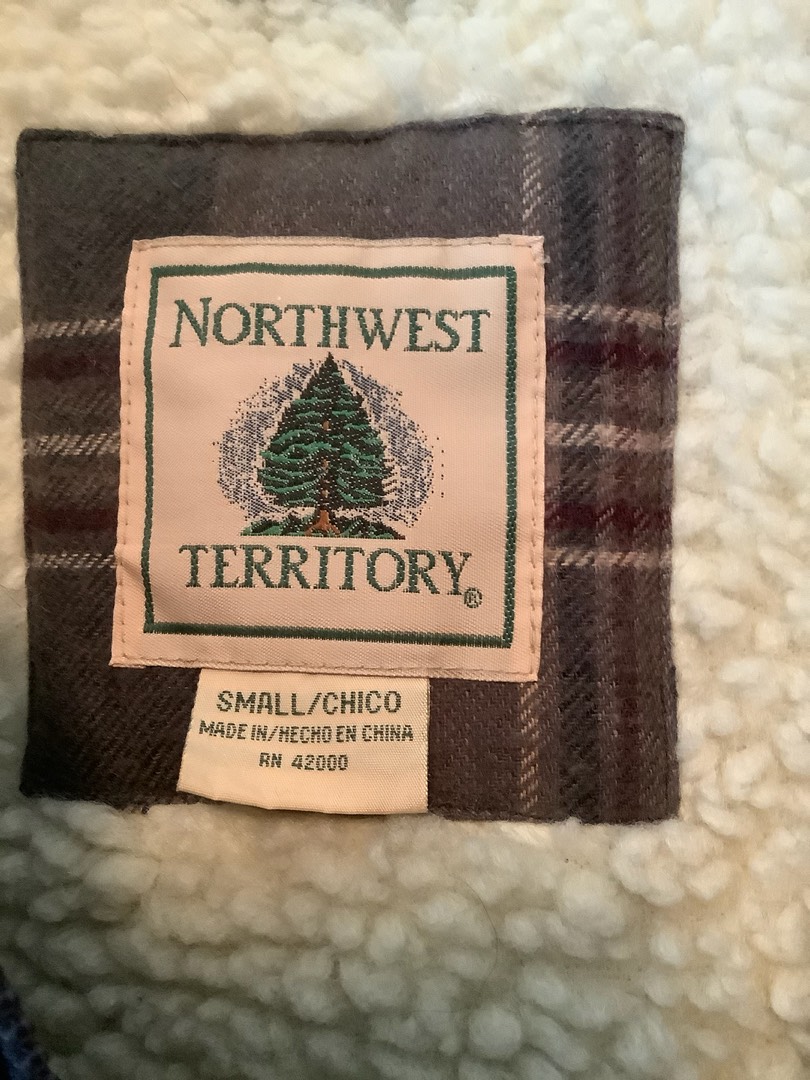 NORTHWEST
TERRITORY®
SMALL/CHICO
MADE IN/HECHO EN CHINA
RN 42000